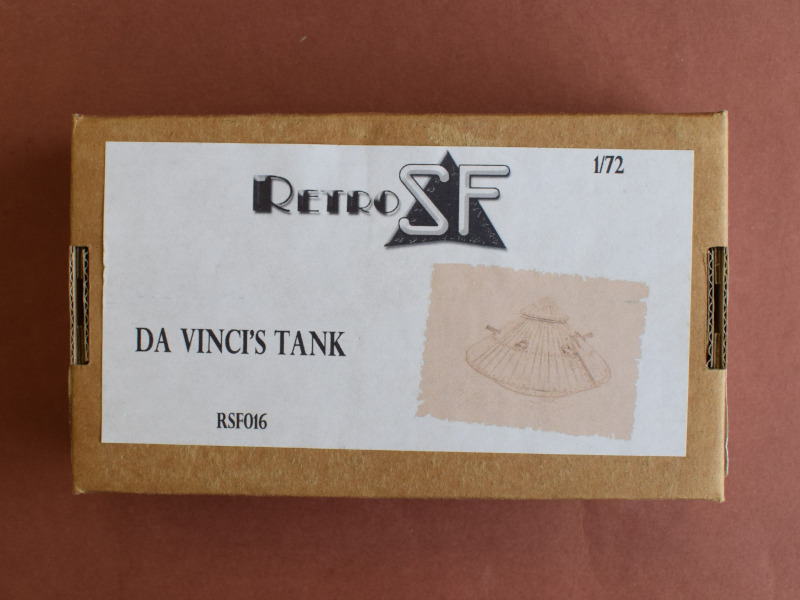 RETRO SF
1/72
DA VINCI'S TANK
RSF016